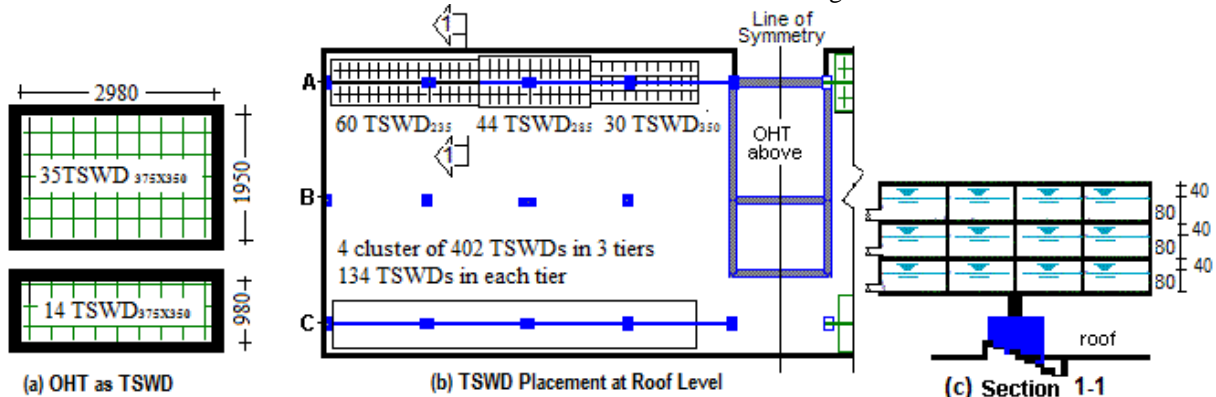 Line of
Symmetry
1
A
60 TSWD235 44 TSWD285 30 TSWD350
1
OHT
above
B
4 cluster of 402 TSWDs in 3 tiers
134 TSWDs in each tier
C
2980
35TSWD 375X350
1950
14 TSWD375X350
980
40
80
40
80
40
80
roof
(a) OHT as TSWD
(b) TSWD Placement at Roof Level
(c) Section 1-1